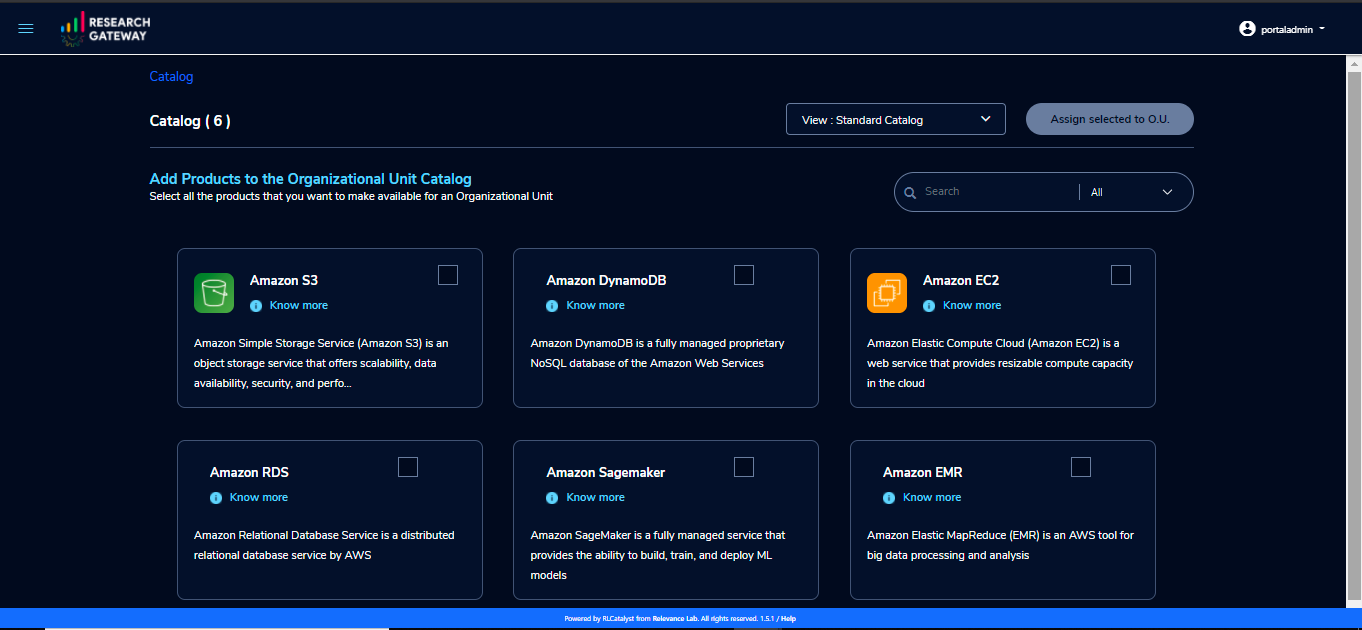 RESEARCH
GATEWAY
portaladmin
Catalog
Catalog ( 6 )
View : Standard Catalog
Assign selected to O.U.
Add Products to the Organizational Unit Catalog
Select all the products that you want to make available for an Organizational Unit
Search
All
Amazon S3
Know more
Amazon Simple Storage Service (Amazon S3) is an
object storage service that offers scalability, data
availability, security, and perfo...
Amazon DynamoDB
Know more
Amazon DynamoDB is a fully managed proprietary
NoSQL database of the Amazon Web Services
Amazon EC2
Know more
Amazon Elastic Compute Cloud (Amazon EC2) is a
web service that provides resizable compute capacity
in the cloud
Amazon RDS
Know more
Amazon Relational Database Service is a distributed
relational database service by AWS
Amazon Sagemaker
Know more
Amazon SageMaker is a fully managed service that
provides the ability to build, train, and deploy ML
models
Amazon EMR
Know more
Amazon Elastic MapReduce (EMR) is an AWS tool for
big data processing and analysis
Powered by RLCatalyst from Relevance Lab. All rights reserved. 1.5.1 / Help